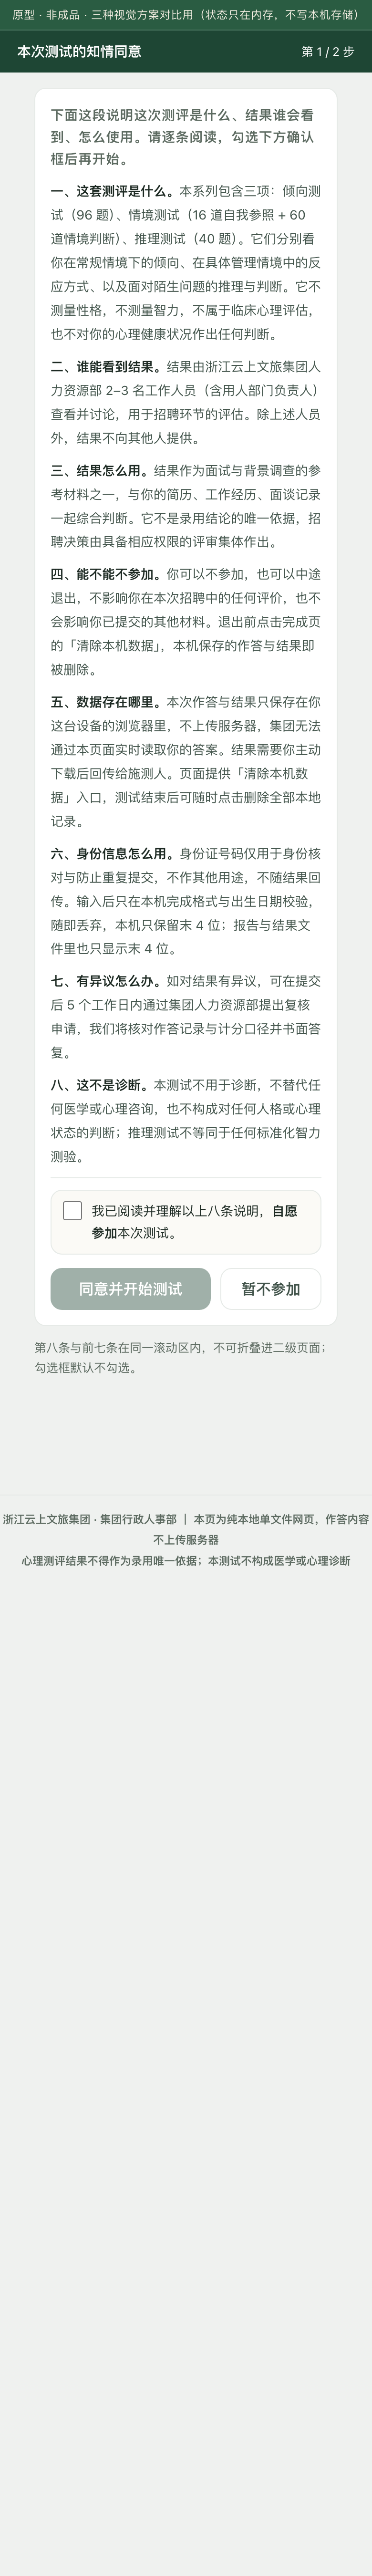 原型 · 非成品 · 三种视觉方案对比用（状态只在内存，不写本机存储）
本次测试的知情同意
第 1 / 2 步
下面这段说明这次测评是什么、结果谁会看
到、怎么使用。请逐条阅读，勾选下方确认
框后再开始。
一、这套测评是什么。本系列包含三项：倾向测
试（96 题）、情境测试（16 道自我参照 + 60
道情境判断）、推理测试（40 题）。它们分别看
你在常规情境下的倾向、在具体管理情境中的反
应方式、以及面对陌生问题的推理与判断。它不
测量性格，不测量智力，不属于临床心理评估，
也不对你的心理健康状况作出任何判断。
二、谁能看到结果。结果由浙江云上文旅集团人
力资源部 2–3 名工作人员（含用人部门负责人）
查看并讨论，用于招聘环节的评估。除上述人员
外，结果不向其他人提供。
三、结果怎么用。结果作为面试与背景调查的参
考材料之一，与你的简历、工作经历、面谈记录
一起综合判断。它不是录用结论的唯一依据，招
聘决策由具备相应权限的评审集体作出。
四、能不能不参加。你可以不参加，也可以中途
退出，不影响你在本次招聘中的任何评价，也不
会影响你已提交的其他材料。退出前点击完成页
的「清除本机数据」，本机保存的作答与结果即
被删除。
五、数据存在哪里。本次作答与结果只保存在你
这台设备的浏览器里，不上传服务器，集团无法
通过本页面实时读取你的答案。结果需要你主动
下载后回传给施测人。页面提供「清除本机数
据」入口，测试结束后可随时点击删除全部本地
记录。
六、身份信息怎么用。身份证号码仅用于身份核
对与防止重复提交，不作其他用途，不随结果回
传。输入后只在本机完成格式与出生日期校验，
随即丢弃，本机只保留末 4 位；报告与结果文
件里也只显示末 4 位。
七、有异议怎么办。如对结果有异议，可在提交
后 5 个工作日内通过集团人力资源部提出复核
申请，我们将核对作答记录与计分口径并书面答
复。
八、这不是诊断。本测试不用于诊断，不替代任
何医学或心理咨询，也不构成对任何人格或心理
状态的判断；推理测试不等同于任何标准化智力
测验。
我已阅读并理解以上八条说明，自愿
参加本次测试。
同意并开始测试
暂不参加
第八条与前七条在同一滚动区内，不可折叠进二级页面；
勾选框默认不勾选。
浙江云上文旅集团 · 集团行政人事部 ｜ 本页为纯本地单文件网页，作答内容
不上传服务器
心理测评结果不得作为录用唯一依据；本测试不构成医学或心理诊断